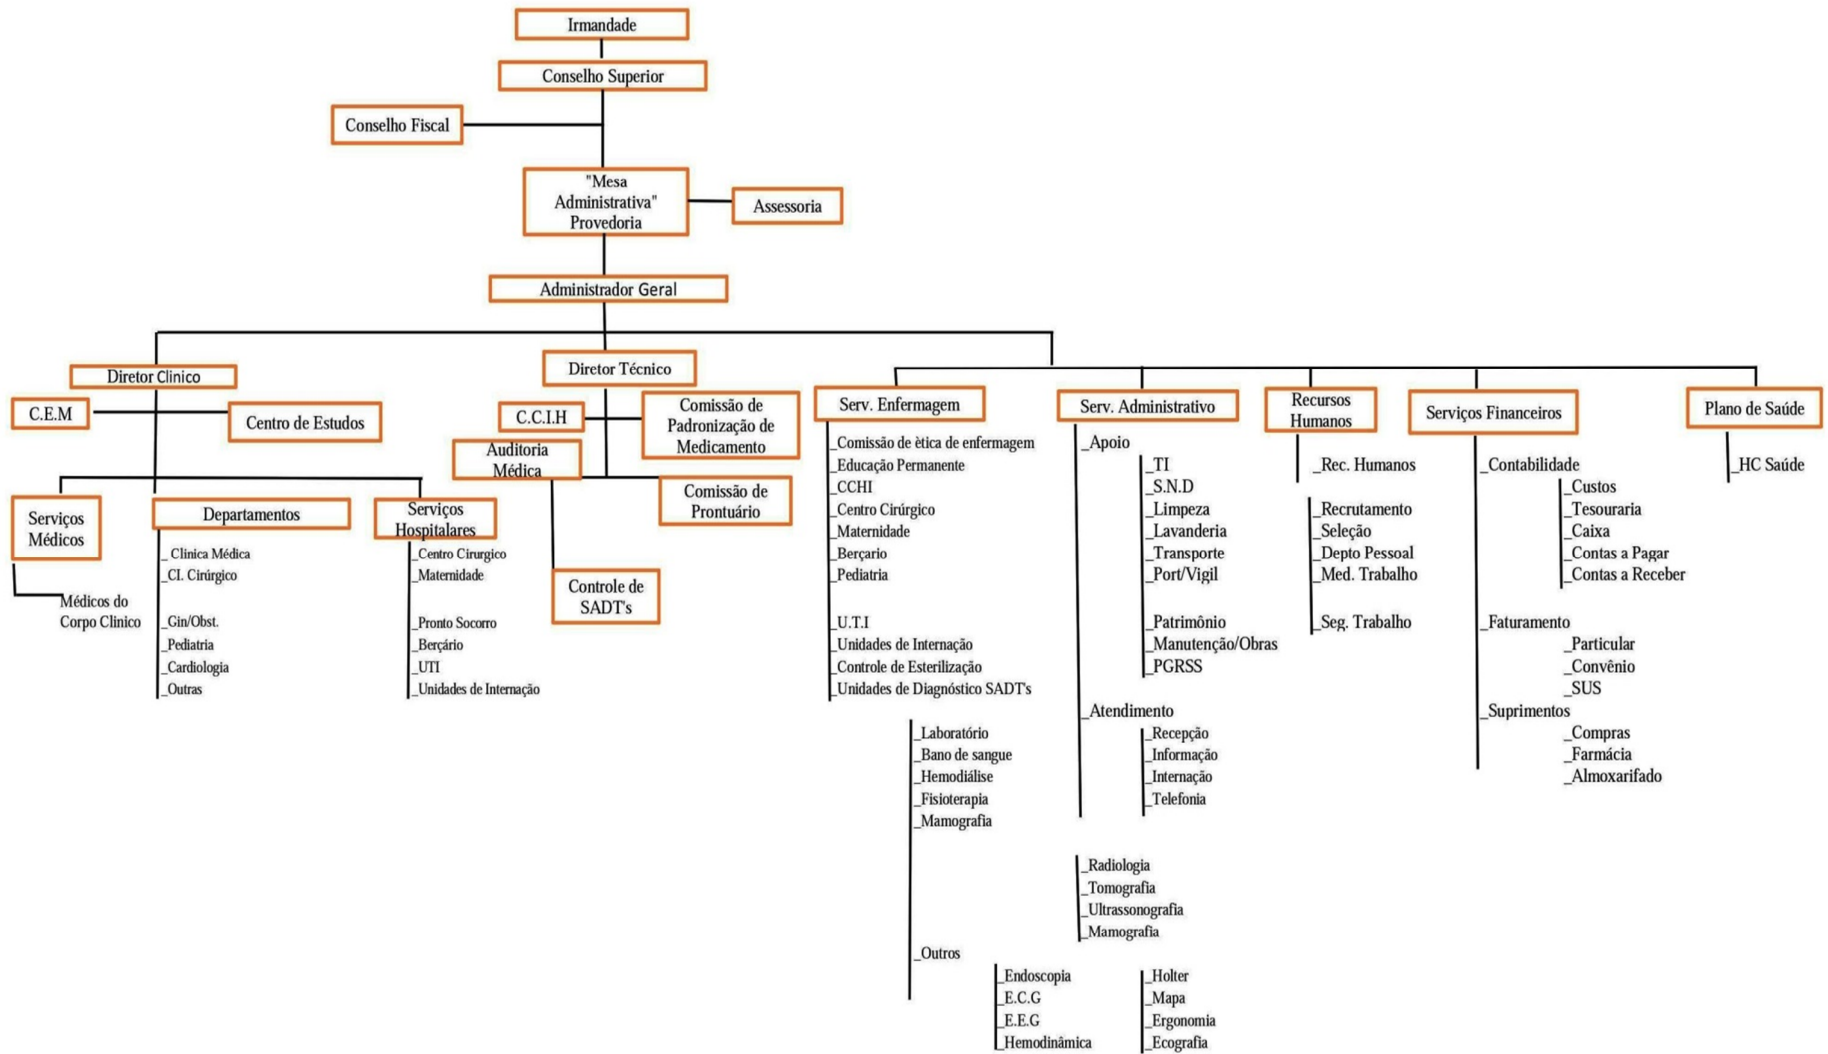 Irmandade
Conselho Superior
Conselho Fiscal
"Mesa
Administrativa"
Provedoria
Assessoria
Administrador Geral
Diretor Clinico
C.E.M
Centro de Estudos
Serviços
Médicos
Médicos do
Corpo Clinico
Departamentos
_ Clinica Médica
_CI. Cirúrgico
_Gin/Obst.
_Pediatria
_Cardiologia
_Outras
Serviços
Hospitalares
_Centro Cirurgico
_Maternidade
_Pronto Socorro
_Berçário
_UTI
_Unidades de Internação
Diretor Técnico
C.C.I.H
Comissão de
Padronização de
Medicamento
Auditoria
Médica
Comissão de
Prontuário
Controle de
SADT's
Serv. Enfermagem
_Comissão de ètica de enfermagem
_Educação Permanente
_CCHI
_Centro Cirúrgico
_Maternidade
_Berçario
_Pediatria
_U.T.I
_Unidades de Internação
_Controle de Esterilização
_Unidades de Diagnóstico SADT's
_Laboratório
_Bano de sangue
_Hemodiálise
_Fisioterapia
_Mamografia
_Radiologia
_Tomografia
_Ultrassonografia
_Mamografia
_Outros
_Endoscopia
_E.C.G
_E.E.G
_Hemodinâmica
_Holter
_Mapa
_Ergonomia
_Ecografia
Serv. Administrativo
_Apoio
_TI
_S.N.D
_Limpeza
_Lavanderia
_Transporte
_Port/Vigil
_Patrimônio
_Manutenção/Obras
_PGRSS
_Atendimento
_Recepção
_Informação
_Internação
_Telefonia
Recursos
Humanos
_Rec. Humanos
_Recrutamento
_Seleção
_Depto Pessoal
_Med. Trabalho
_Seg. Trabalho
Serviços Financeiros
_Contabilidade
_Custos
_Tesouraria
_Caixa
_Contas a Pagar
_Contas a Receber
_Faturamento
_Particular
_Convênio
_SUS
_Suprimentos
_Compras
_Farmácia
_Almoxarifado
Plano de Saúde
_HC Saúde